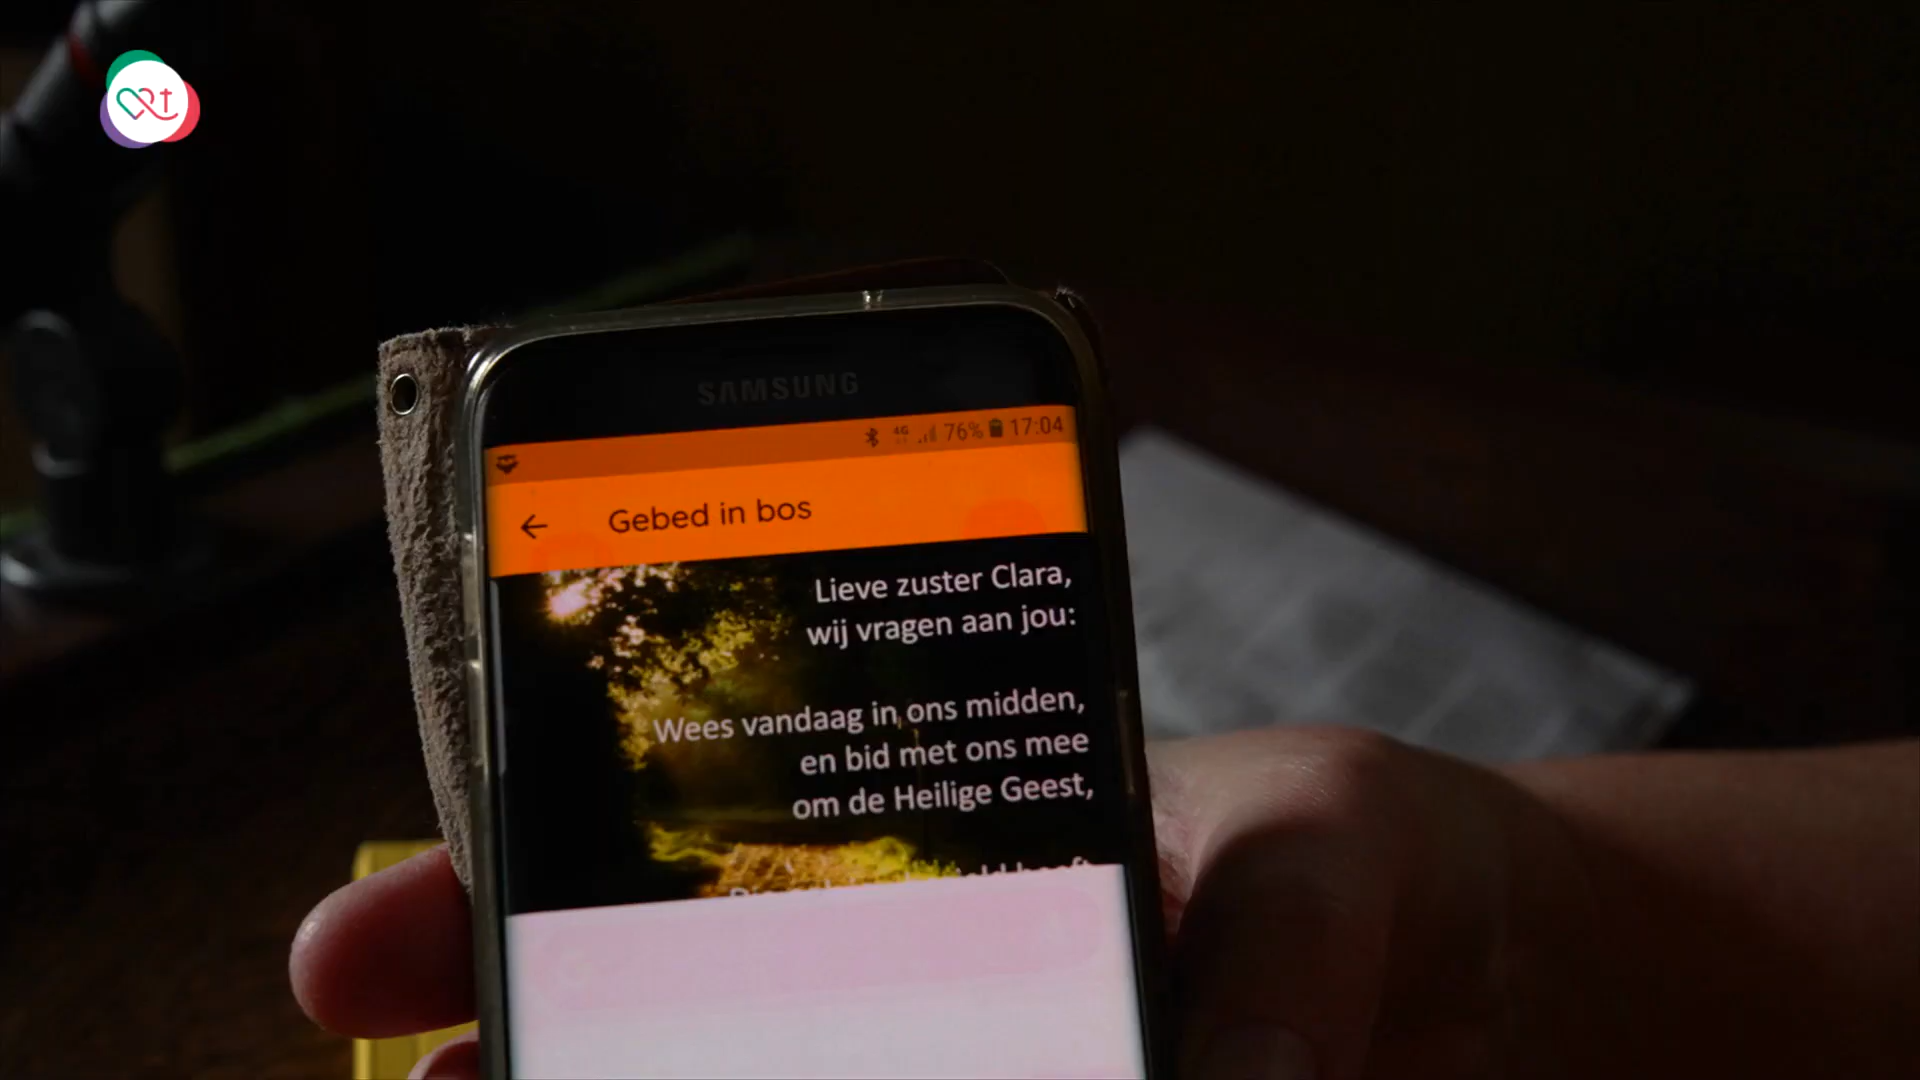 SAMSUNG
4G 76% 17:04
Gebed in bos
Lieve zuster Clara,
wij vragen aan jou:
Wees vandaag in ons midden,
en bid met ons mee
om de Heilige Geest,